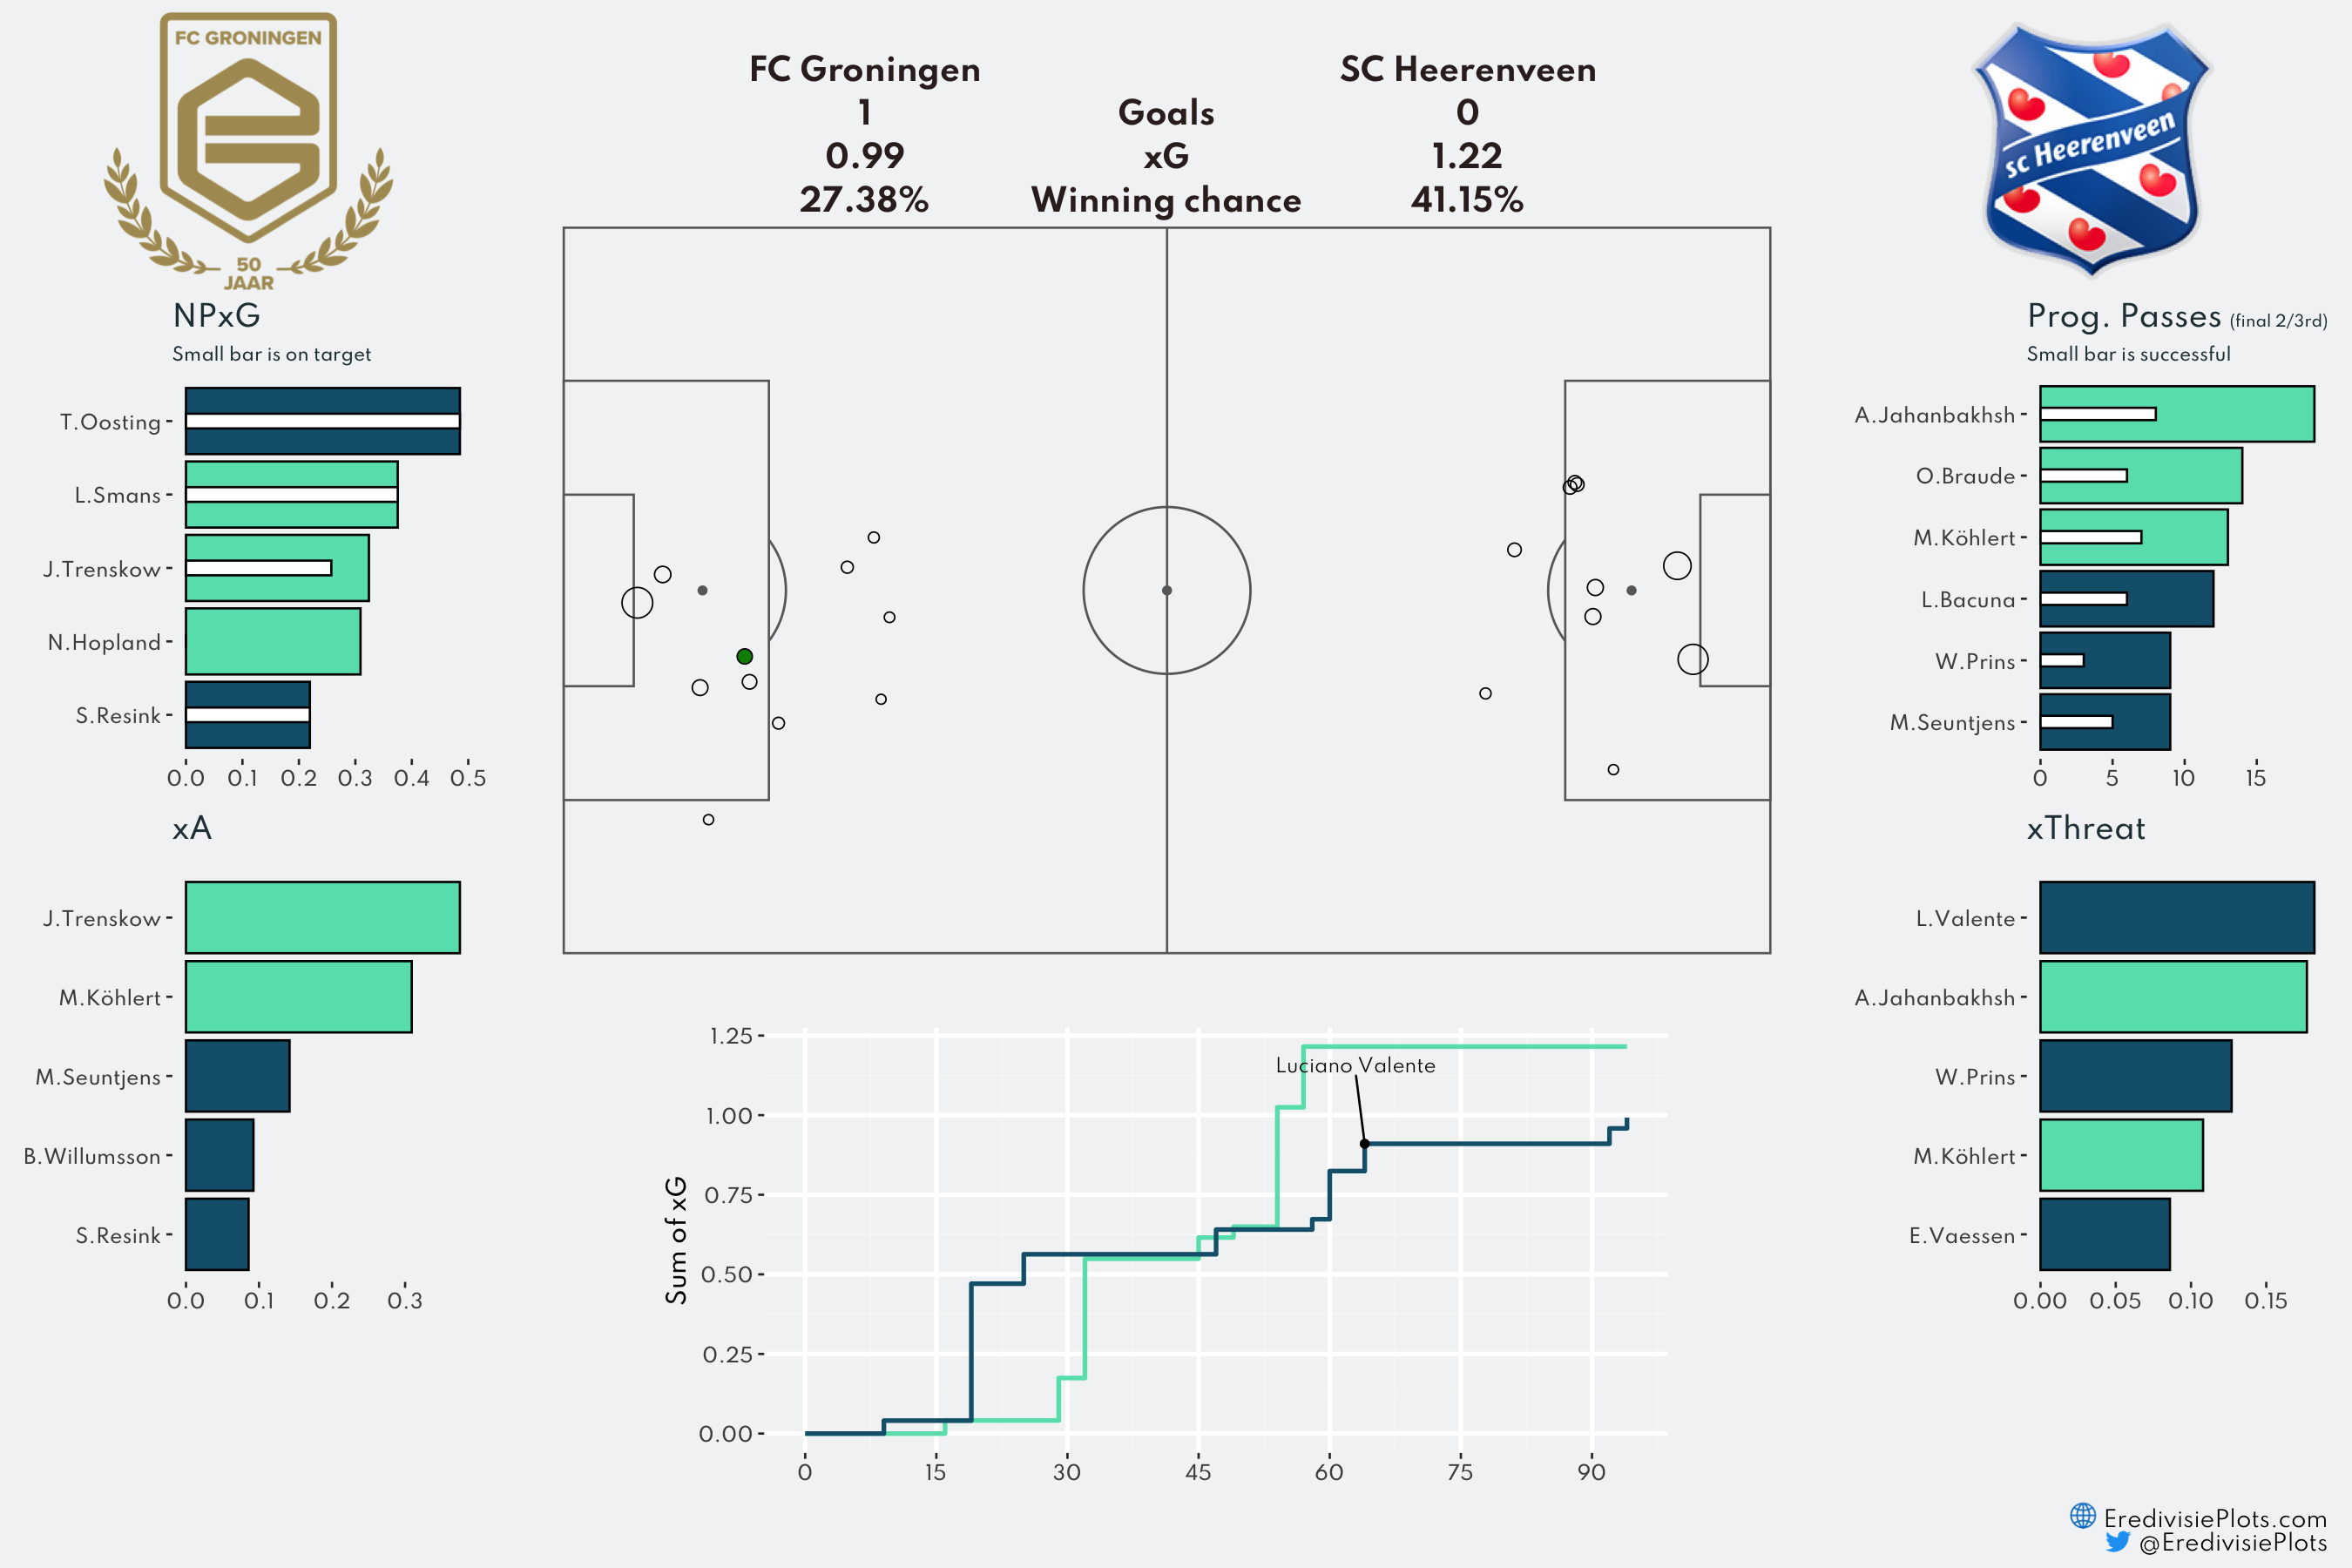 FC GRONINGEN
50
JAAR
FC Groningen SC Heerenveen
1 Goals 0
0.99 xG 1.22
27.38% Winning chance 41.15%
sc Heerenveen
NPxG
Small bar is on target
T.Oosting
L.Smans
J.Trenskow
N.Hopland
S.Resink
0.0 0.1 0.2 0.3 0.4 0.5
xA
J.Trenskow
M.Köhlert
M.Seuntjens
B.Willumsson
S.Resink
0.0 0.1 0.2 0.3
Sum of xG
1.25
1.00
0.75
0.50
0.25
0.00
Luciano Valente
0 15 30 45 60 75 90
Prog. Passes (final 2/3rd)
Small bar is successful
A.Jahanbakhsh
O.Braude
M.Köhlert
L.Bacuna
W.Prins
M.Seuntjens
0 5 10 15
xThreat
L.Valente
A.Jahanbakhsh
W.Prins
M.Köhlert
E.Vaessen
0.00 0.05 0.10 0.15
EredivisiePlots.com
@EredivisiePlots